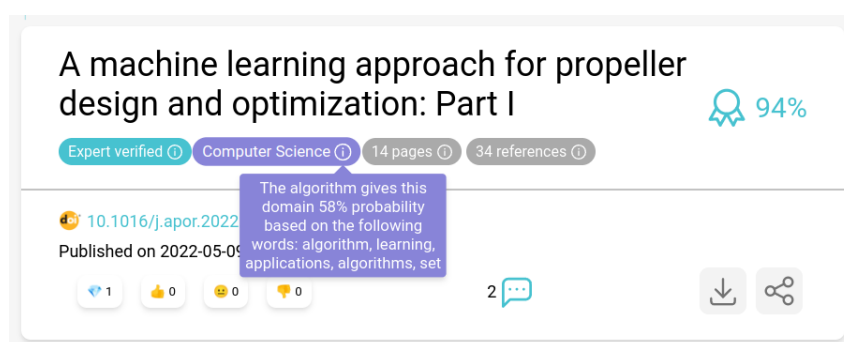 A machine learning approach for propeller
design and optimization: Part I
94%
Expert verified
Computer Science
14 pages
34 references
The algorithm gives this
domain 58% probability
based on the following
words: algorithm, learning,
applications, algorithms, set
doi
10.1016/j.apor.2022
Published on 2022-05-09
1
0
0
0
2